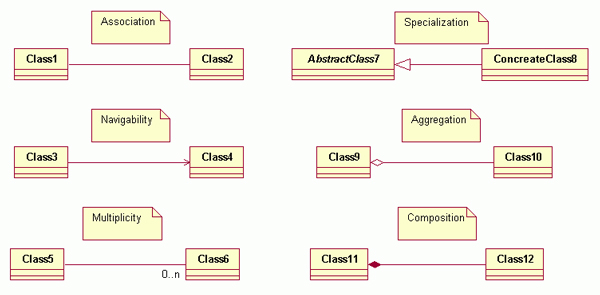 Association
Class1
Class2
Specialization
AbstractClass7
ConcreateClass8
Navigability
Class3
Class4
Aggregation
Class9
Class10
Multiplicity
Class5
Class6
0..n
Composition
Class11
Class12